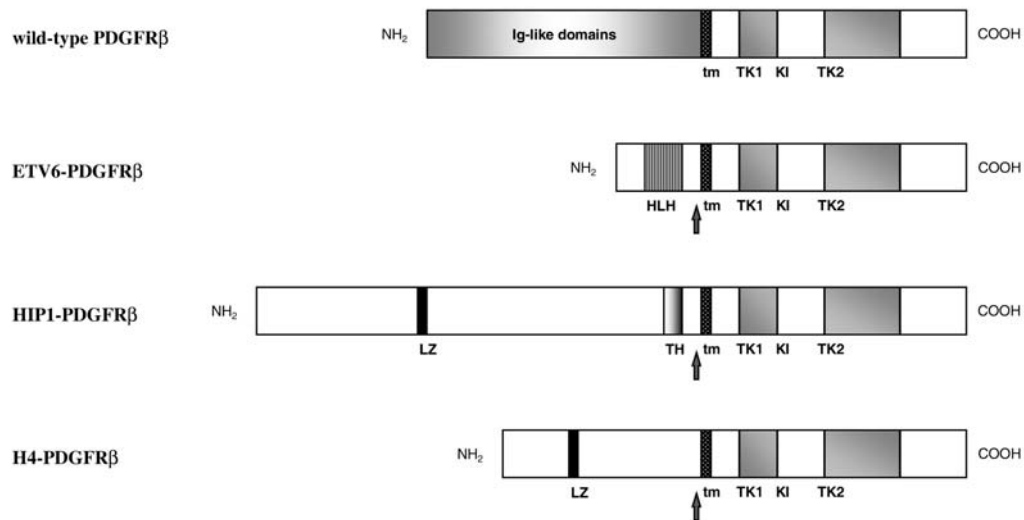 wild-type PDGFRβ NH₂ Ig-like domains COOH
tm TK1 KI TK2
ETV6-PDGFRβ NH₂ COOH
HLH tm TK1 KI TK2
HIP1-PDGFRβ NH₂ COOH
LZ TH tm TK1 KI TK2
H4-PDGFRβ NH₂ COOH
LZ tm TK1 KI TK2